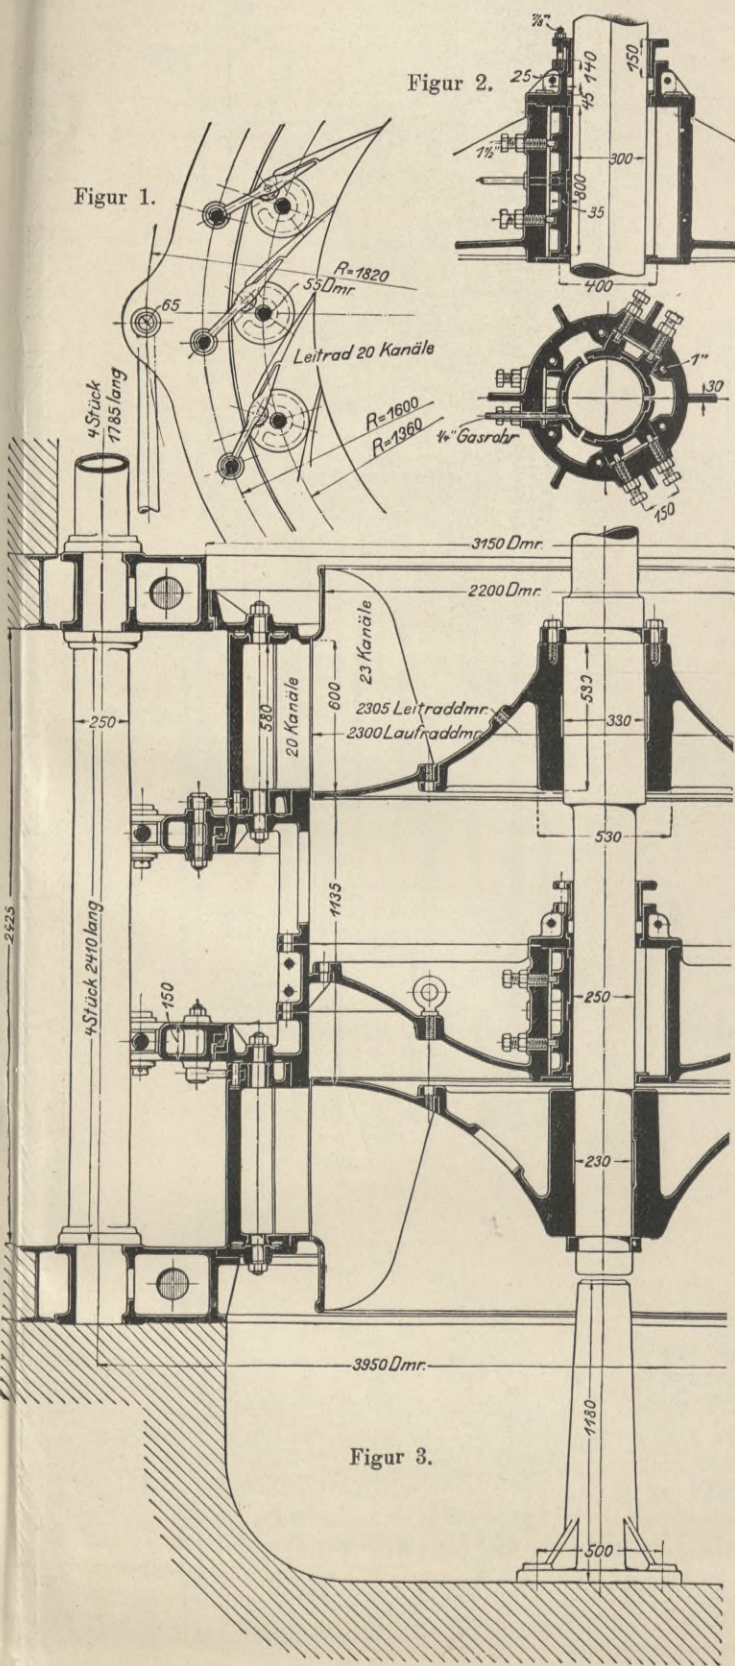 Figur 1.
R=1820
65
55 Dmr.
Leitrad 20 Kanäle
R=1600
R=1360
4 Stück
1785 lang
Figur 2.
⅞"
25
45
140
150
1½"
300
800
35
400
1"
30
¼" Gasrohr
150
3150 Dmr.
2200 Dmr.
23 Kanäle
600
580
20 Kanäle
250
2305 Leitraddmr.
2300 Laufraddmr.
530
330
530
2425
4 Stück 2410 lang
1135
150
250
230
3950 Dmr.
1180
500
Figur 3.